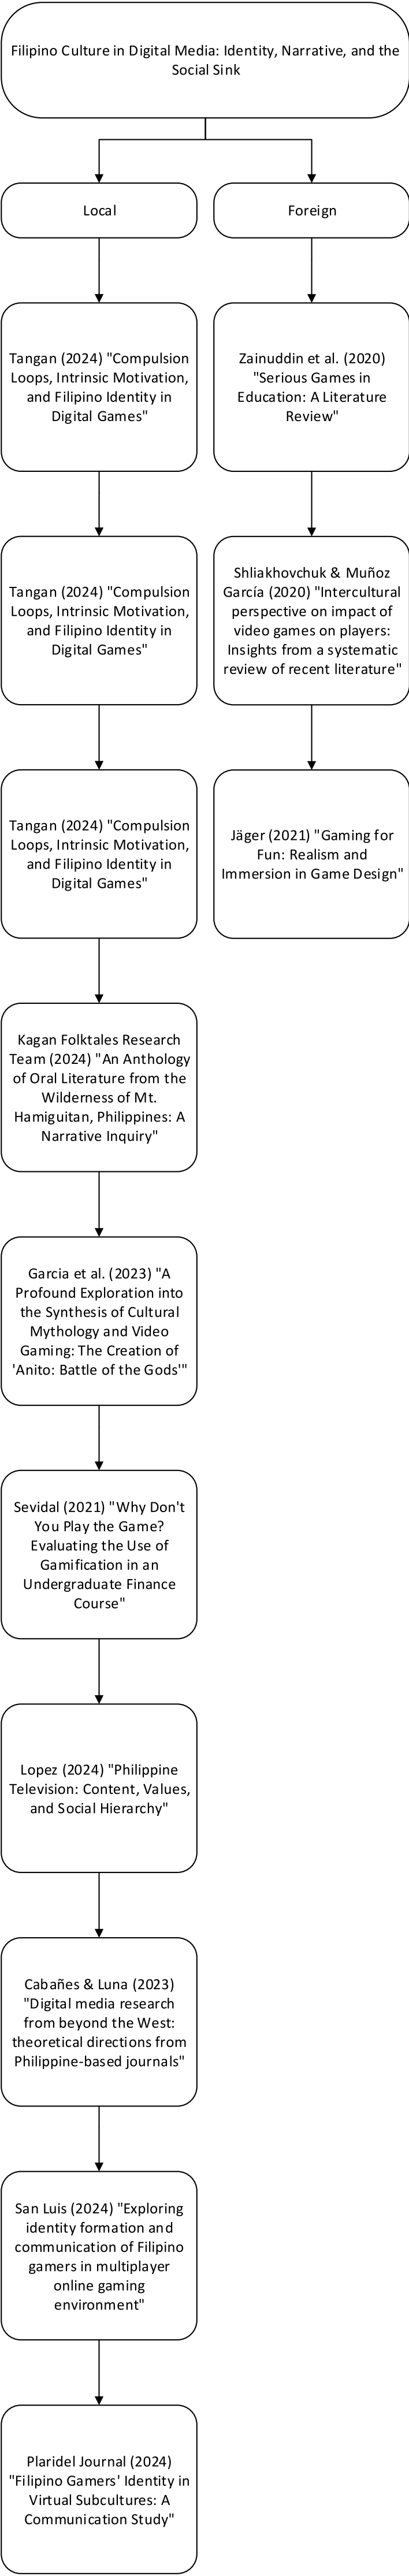 Filipino Culture in Digital Media: Identity, Narrative, and the
Social Sink
Local
Foreign
Tangan (2024) "Compulsion
Loops, Intrinsic Motivation,
and Filipino Identity in
Digital Games"
Zainuddin et al. (2020)
"Serious Games in
Education: A Literature
Review"
Tangan (2024) "Compulsion
Loops, Intrinsic Motivation,
and Filipino Identity in
Digital Games"
Shliakhovchuk & Muñoz
García (2020) "Intercultural
perspective on impact of
video games on players:
Insights from a systematic
review of recent literature"
Tangan (2024) "Compulsion
Loops, Intrinsic Motivation,
and Filipino Identity in
Digital Games"
Jäger (2021) "Gaming for
Fun: Realism and
Immersion in Game Design"
Kagan Folktales Research
Team (2024) "An Anthology
of Oral Literature from the
Wilderness of Mt.
Hamiguitan, Philippines: A
Narrative Inquiry"
Garcia et al. (2023) "A
Profound Exploration into
the Synthesis of Cultural
Mythology and Video
Gaming: The Creation of
'Anito: Battle of the Gods'"
Sevidal (2021) "Why Don't
You Play the Game?
Evaluating the Use of
Gamification in an
Undergraduate Finance
Course"
Lopez (2024) "Philippine
Television: Content, Values,
and Social Hierarchy"
Cabañes & Luna (2023)
"Digital media research
from beyond the West:
theoretical directions from
Philippine-based journals"
San Luis (2024) "Exploring
identity formation and
communication of Filipino
gamers in multiplayer
online gaming
environment"
Plaridel Journal (2024)
"Filipino Gamers' Identity in
Virtual Subcultures: A
Communication Study"